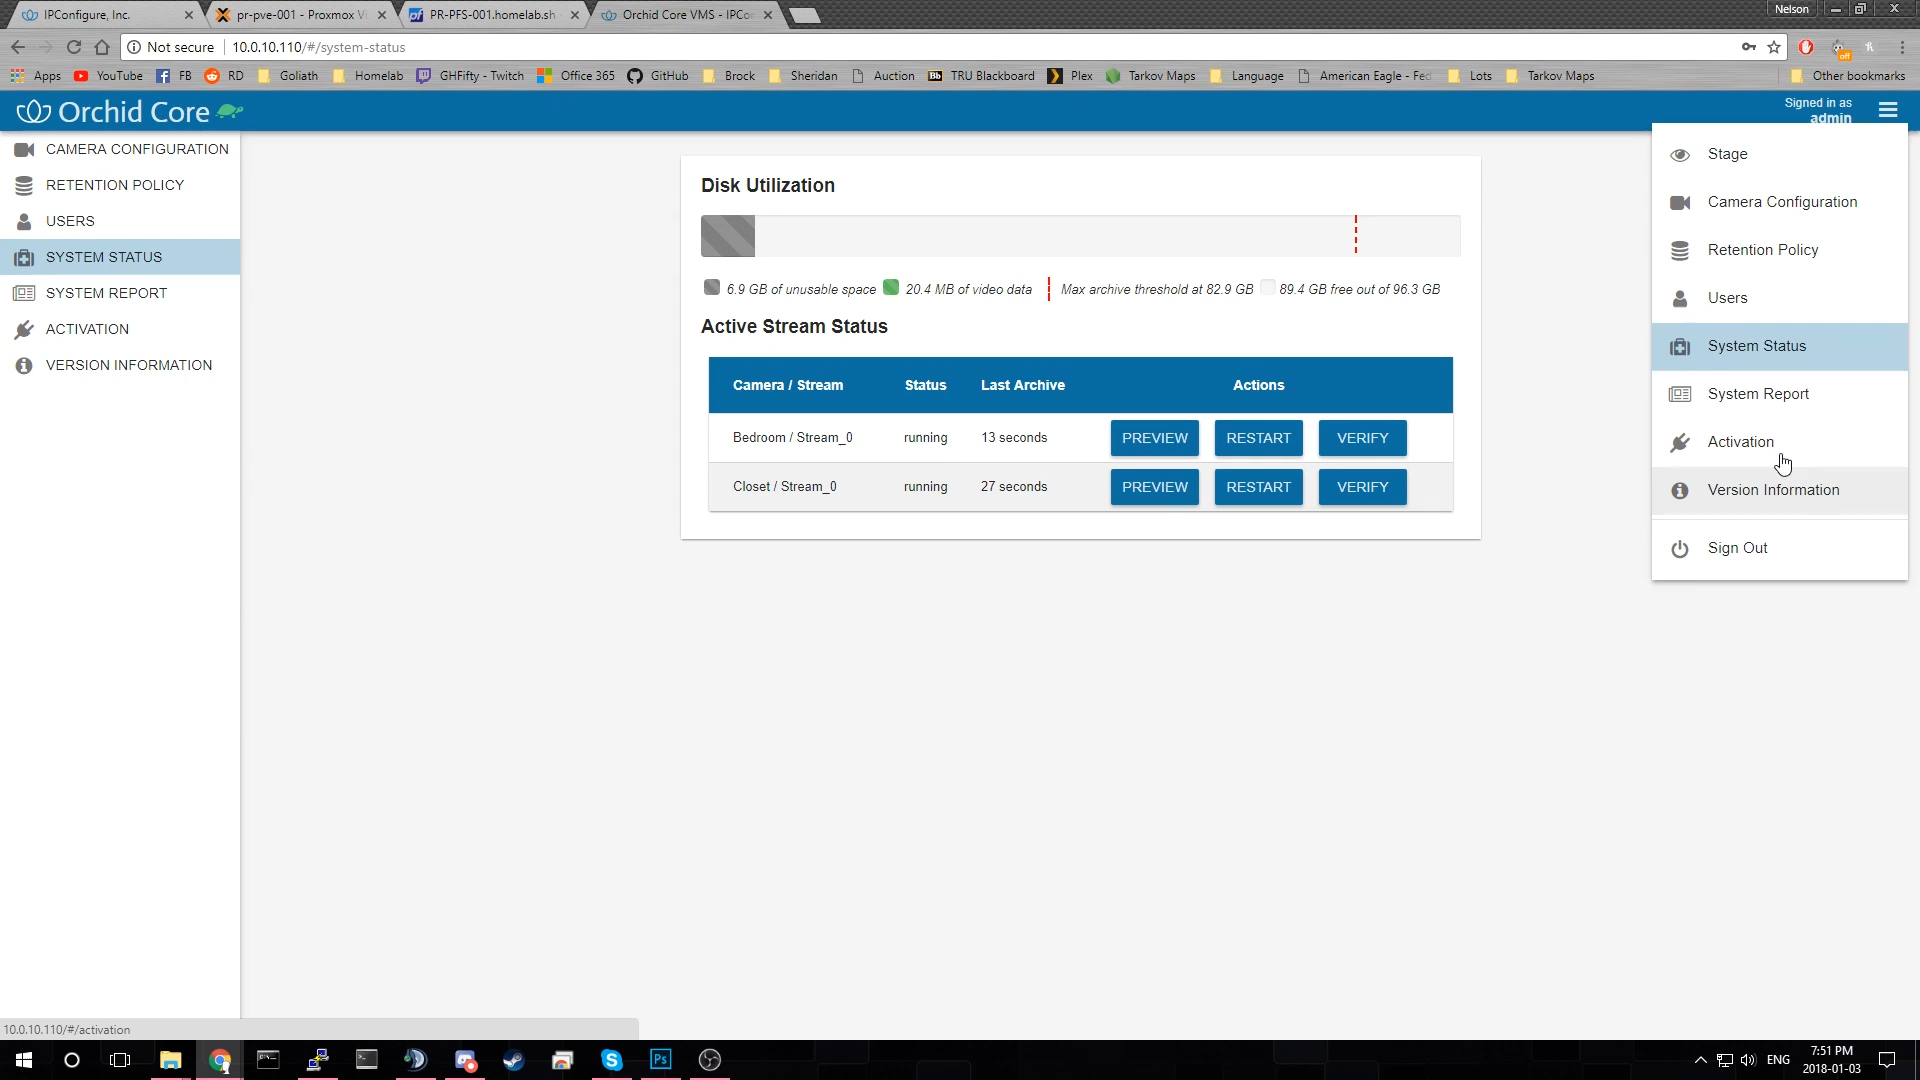 IPConfigure, Inc.
pr-pve-001 - Proxmox Vi
PR-PFS-001.homelab.sh
Orchid Core VMS - IPCo
Nelson
Not secure
10.0.10.110/#/system-status
Apps
YouTube
FB
RD
Goliath
Homelab
GHFifty - Twitch
Office 365
GitHub
Brock
Sheridan
Auction
TRU Blackboard
Plex
Tarkov Maps
Language
American Eagle - Fed
Lots
Tarkov Maps
Other bookmarks
Orchid Core
Signed in as
admin
CAMERA CONFIGURATION
RETENTION POLICY
USERS
SYSTEM STATUS
SYSTEM REPORT
ACTIVATION
VERSION INFORMATION
Disk Utilization
6.9 GB of unusable space
20.4 MB of video data
Max archive threshold at 82.9 GB
89.4 GB free out of 96.3 GB
Active Stream Status
Camera / Stream Status Last Archive Actions
Bedroom / Stream_0 running 13 seconds PREVIEW RESTART VERIFY
Closet / Stream_0 running 27 seconds PREVIEW RESTART VERIFY
Stage
Camera Configuration
Retention Policy
Users
System Status
System Report
Activation
Version Information
Sign Out
10.0.10.110/#/activation
ENG
7:51 PM
2018-01-03